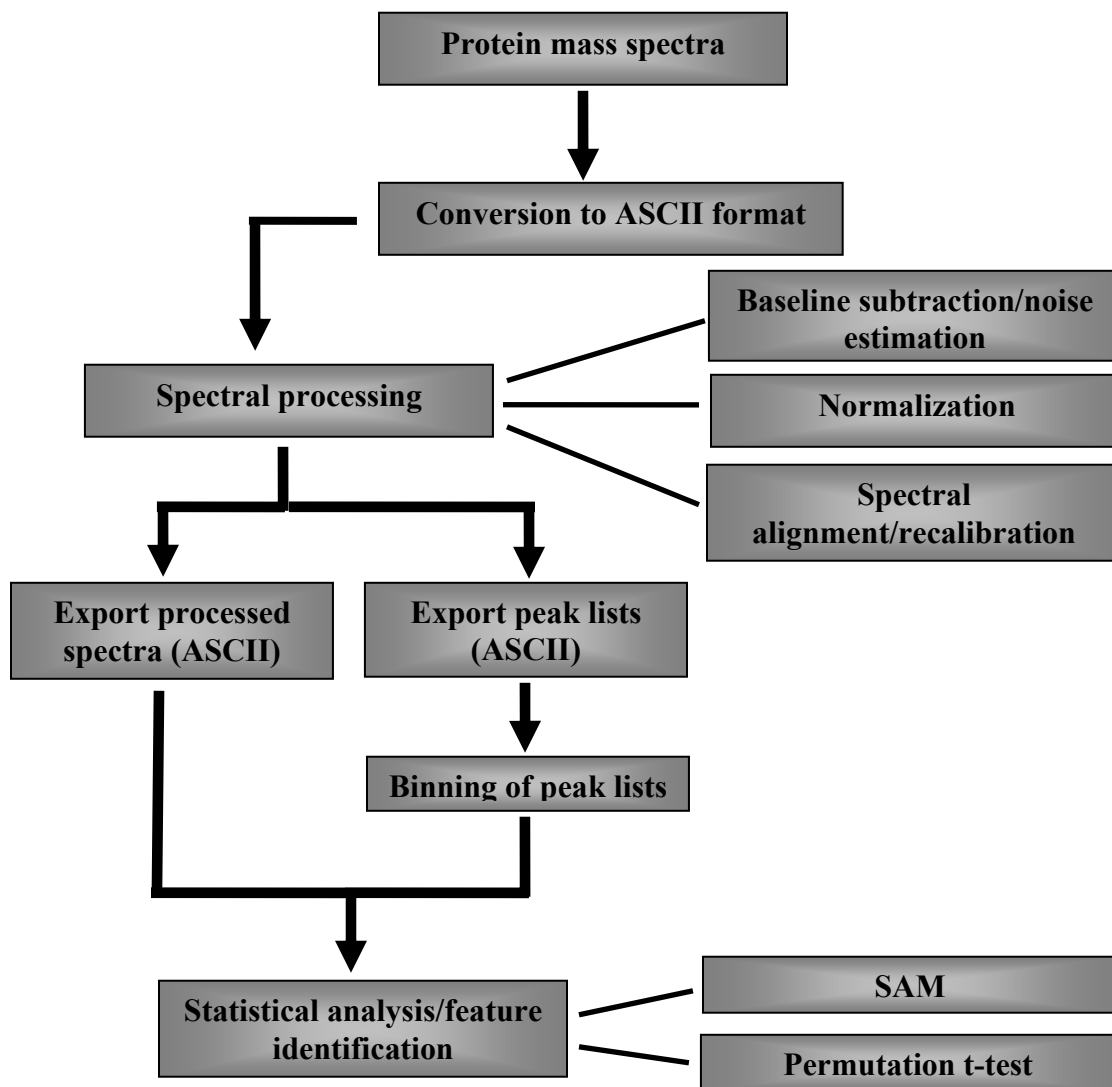 Protein mass spectra
Conversion to ASCII format
Baseline subtraction/noise
estimation
Spectral processing
Normalization
Spectral
alignment/recalibration
Export processed
spectra (ASCII)
Export peak lists
(ASCII)
Binning of peak lists
Statistical analysis/feature
identification
SAM
Permutation t-test